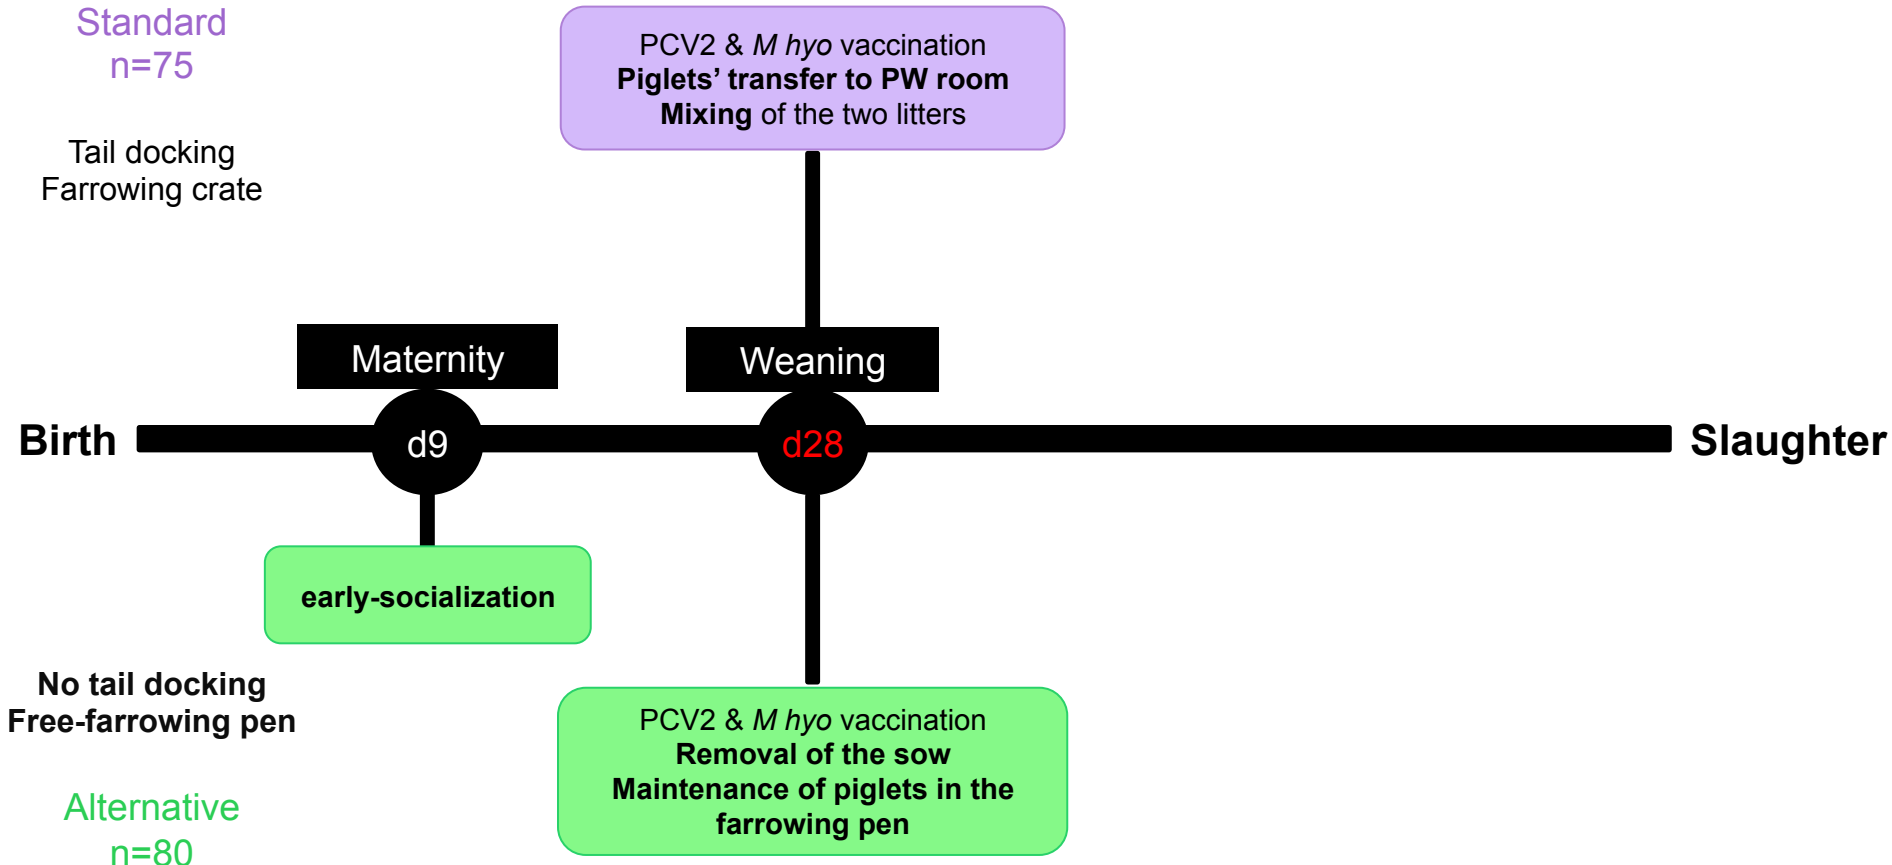 Standard
n=75
PCV2 & M hyo vaccination
Piglets’ transfer to PW room
Mixing of the two litters
Tail docking
Farrowing crate
Maternity
Weaning
Birth
d9
d28
Slaughter
early-socialization
No tail docking
Free-farrowing pen
PCV2 & M hyo vaccination
Removal of the sow
Maintenance of piglets in the
farrowing pen
Alternative
n=80